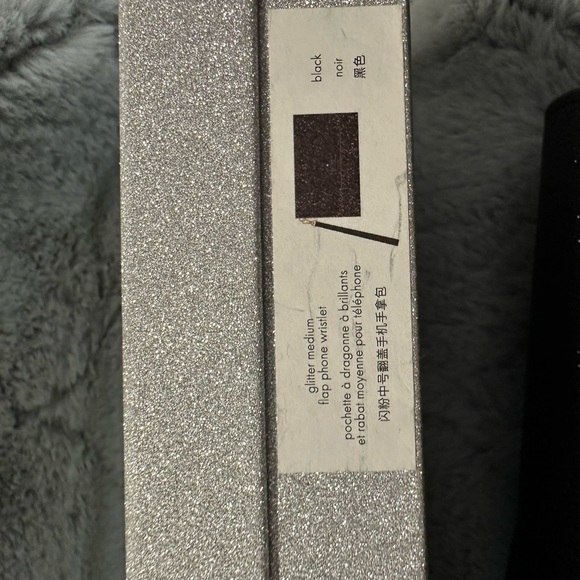 glitter medium
flap phone wristlet
pochette à dragonne à brillants
et rabat moyenne pour téléphone
闪粉中号翻盖手机手拿包
black
noir
黑色